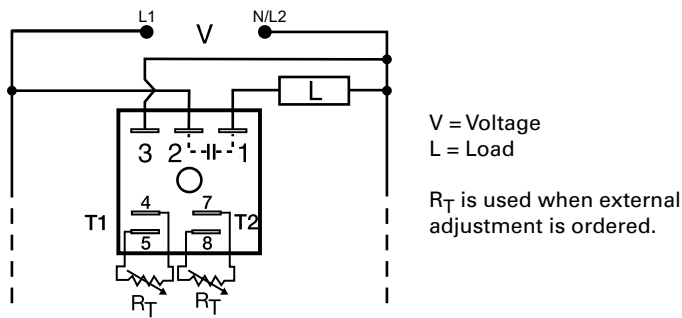 L1 V N/L2
L
3 2 1
4 7
T1 T2
5 8
RT RT
V = Voltage
L = Load
RT is used when external
adjustment is ordered.